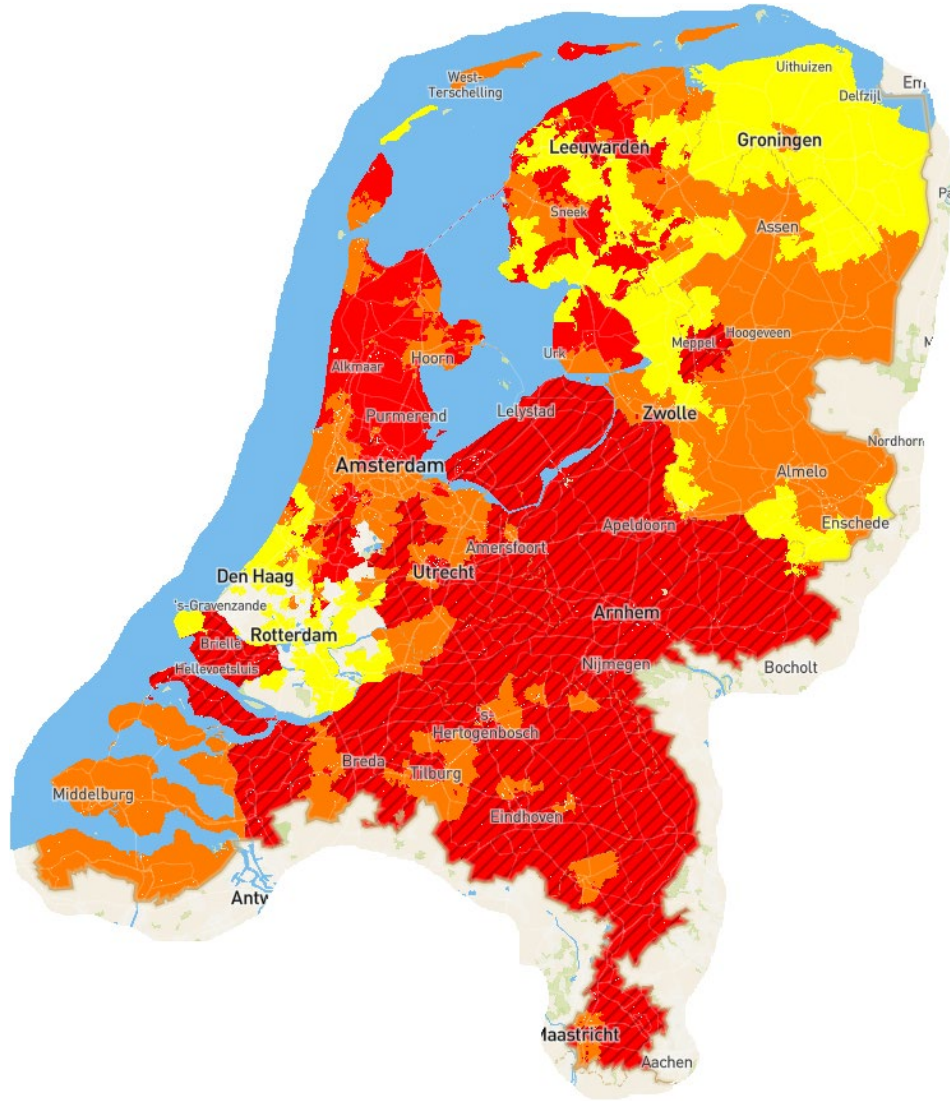 Uithuizen
Em
Delfzijl
West-
Terschelling
Groningen
Leeuwarden
Sneek
Assen
Hoogeveen
Meppel
Urk
Hoorn
Alkmaar
Lelystad
Zwolle
Purmerend
Nordhorn
Amsterdam
Almelo
Enschede
Apeldoorn
Amersfoort
Utrecht
Den Haag
's-Gravenzande
Arnhem
Rotterdam
Brielle
Hellevoetsluis
Nijmegen
Bocholt
's-
Hertogenbosch
Breda
Tilburg
Middelburg
Eindhoven
Antw
Maastricht
Aachen